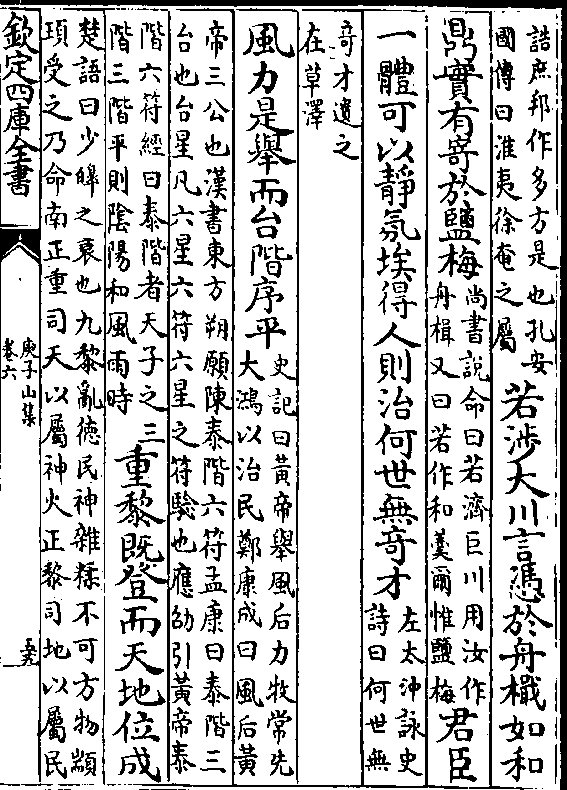 誥庶邦作多方是也孔安
國傳曰淮夷徐奄之屬
若涉大川言憑於舟檝如和
鼎實有寄於鹽梅
尚書說命曰若濟巨川用汝作
舟楫又曰若作和羹爾惟鹽梅
君臣
一體可以靜氛埃得人則治何世無奇才
左太沖詠史
詩曰何世無
奇才遺之
在草澤
風力是舉而台階序平
史記曰黃帝舉風后力牧常先
大鴻以治民鄭康成曰風后黃
帝三公也漢書東方朔願陳泰階六符孟康曰泰階三
台也台星凡六星六符六星之符驗也應劭引黃帝泰
階六符經曰泰階者天子之三
階三階平則陰陽和風雨時
重黎既登而天地位成
楚語曰少皞之衰也九黎亂德民神雜糅不可方物顓
頊受之乃命南正重司天以屬神火正黎司地以屬民
欽定四庫全書
庾子山集
卷六